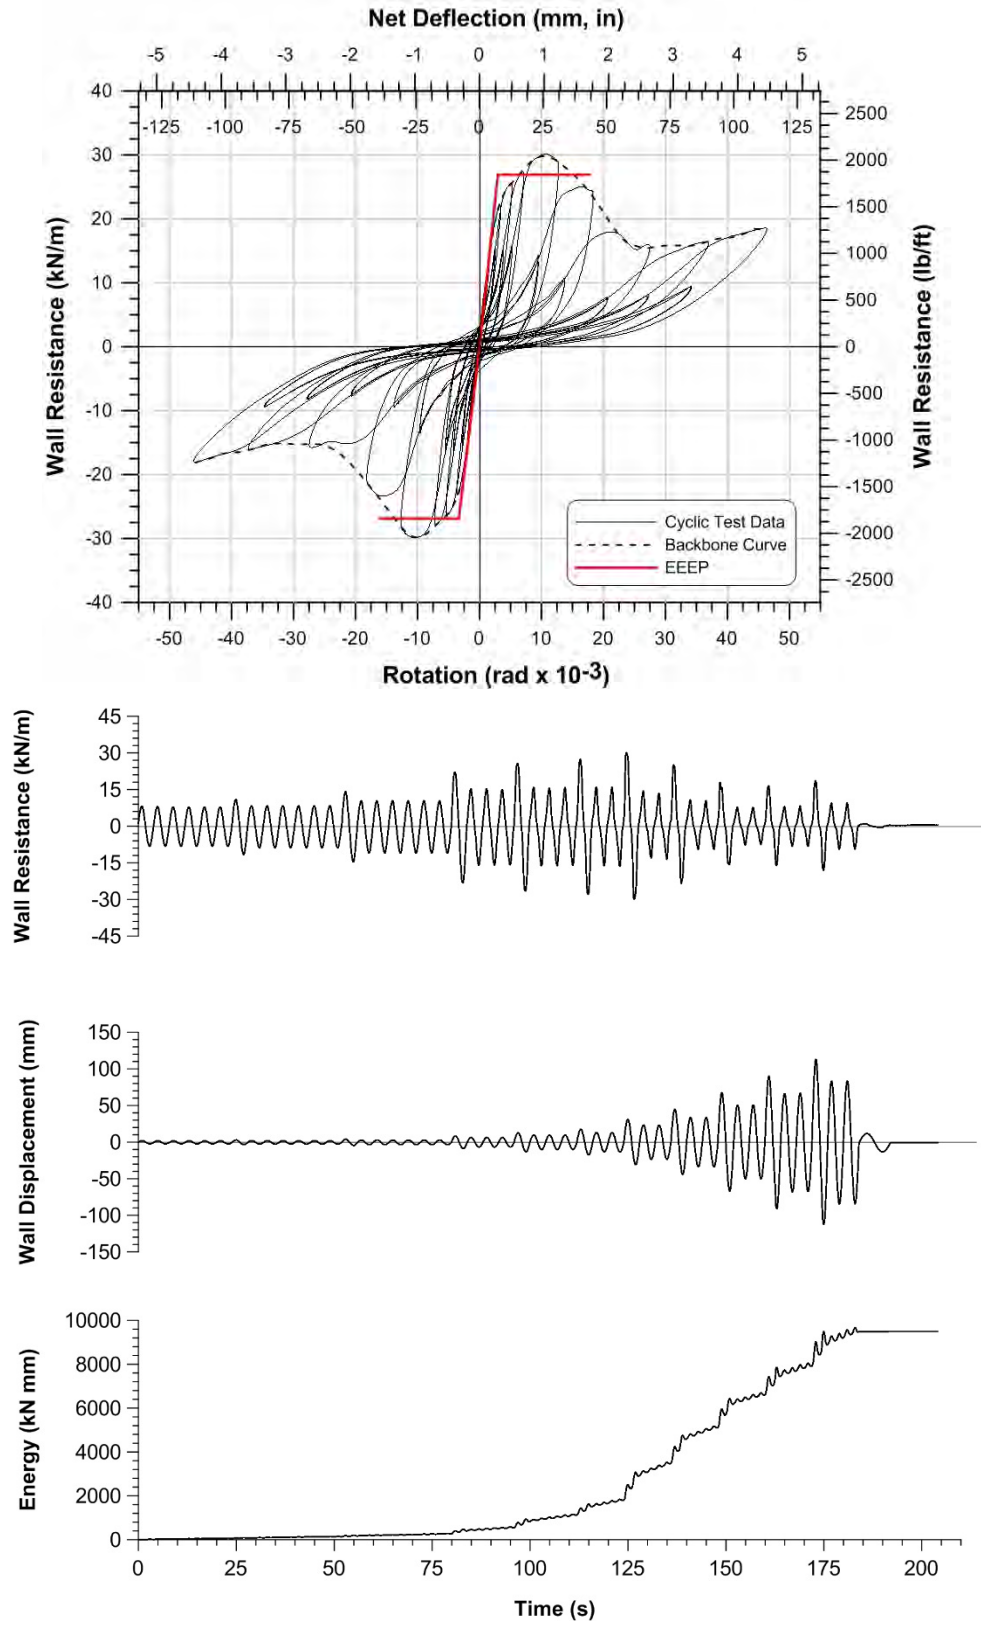 Net Deflection (mm, in)
-5 -4 -3 -2 -1 0 1 2 3 4 5
-125 -100 -75 -50 -25 0 25 50 75 100 125
40
30
20
10
0
-10
-20
-30
-40
Wall Resistance (kN/m)
2500
2000
1500
1000
500
0
-500
-1000
-1500
-2000
-2500
Wall Resistance (lb/ft)
Cyclic Test Data
Backbone Curve
EEEP
-50 -40 -30 -20 -10 0 10 20 30 40 50
Rotation (rad x 10-3)
Wall Resistance (kN/m)
45
30
15
0
-15
-30
-45
Wall Displacement (mm)
150
100
50
0
-50
-100
-150
Energy (kN mm)
10000
8000
6000
4000
2000
0
0 25 50 75 100 125 150 175 200
Time (s)